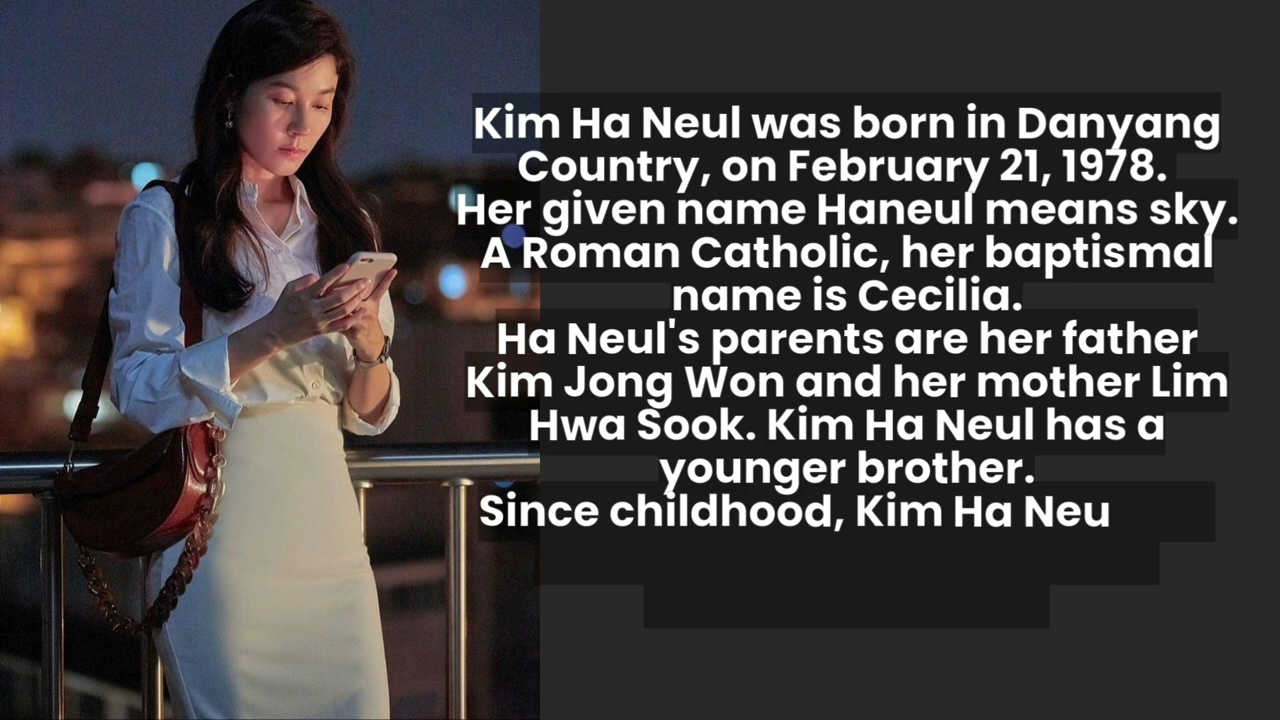 Kim Ha Neul was born in Danyang
Country, on February 21, 1978.
Her given name Haneul means sky.
A Roman Catholic, her baptismal
name is Cecilia.
Ha Neul's parents are her father
Kim Jong Won and her mother Lim
Hwa Sook. Kim Ha Neul has a
younger brother.
Since childhood, Kim Ha Neu